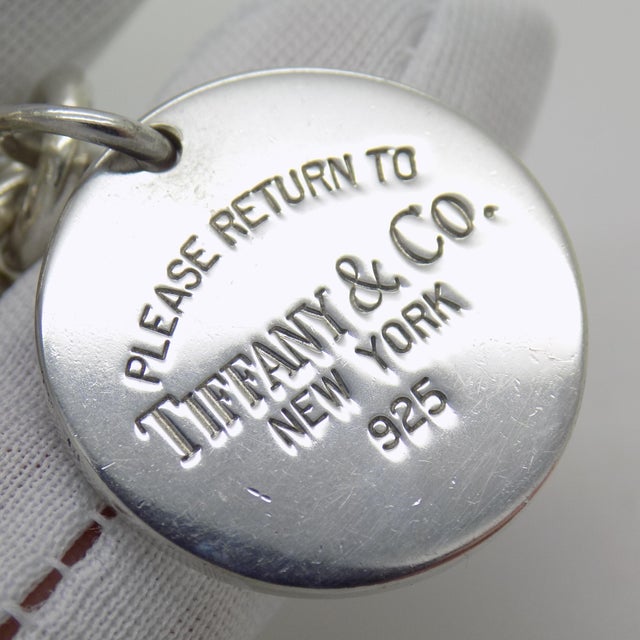 PLEASE RETURN TO
TIFFANY & CO.
NEW YORK
925